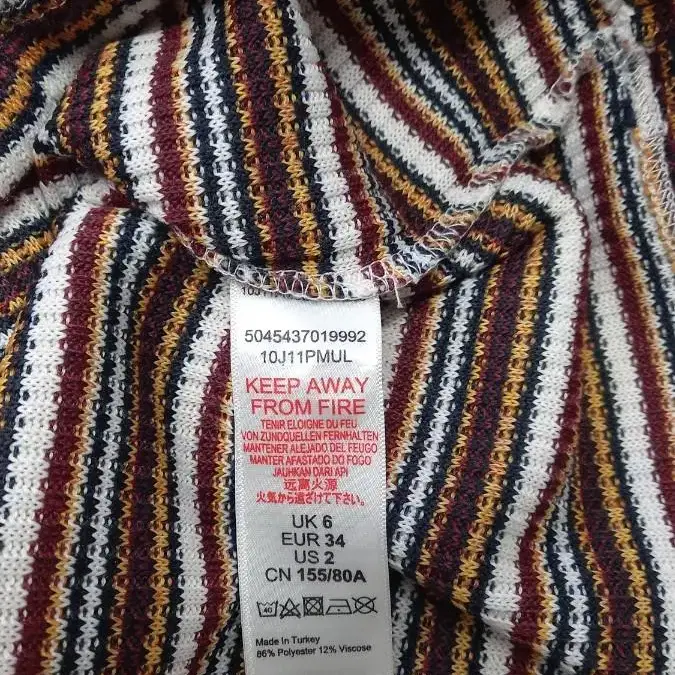 5045437019992
10J11PMUL
KEEP AWAY
FROM FIRE
TENIR ELOIGNE DU FEU
VON ZUNDQUELLEN FERNHALTEN
MANTENER ALEJADO DEL FEUGO
MANTER AFASTADO DO FOGO
JAUHKAN DARI API
远离火源
火気から遠ざけて下さい。
UK 6
EUR 34
US 2
CN 155/80A
40
Made In Turkey
86% Polyester 12% Viscose